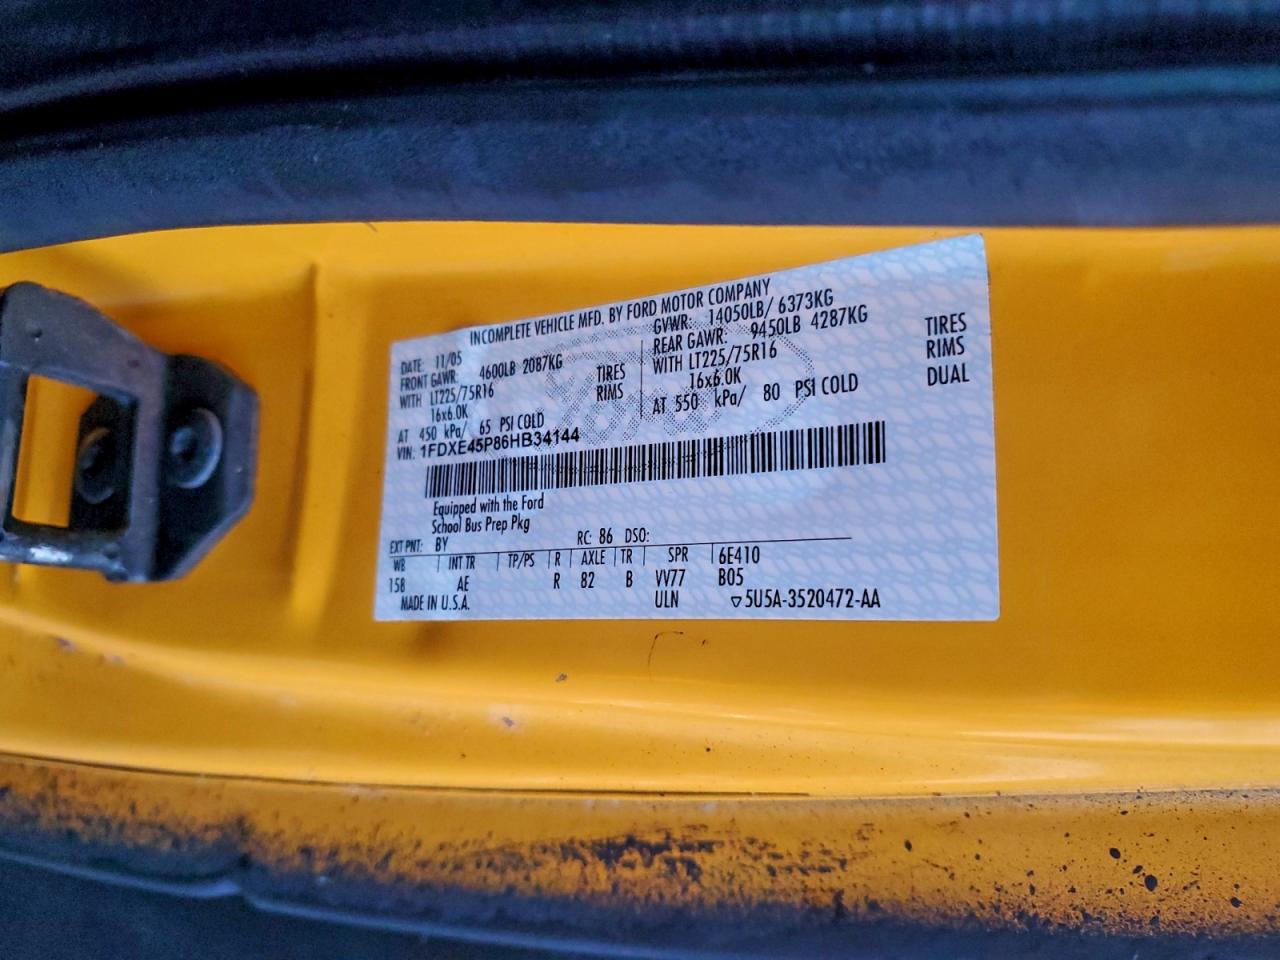 INCOMPLETE VEHICLE MFD. BY FORD MOTOR COMPANY
DATE: 11/05 GVWR: 14050LB/ 6373KG
FRONT GAWR: 4600LB 2087KG REAR GAWR: 9450LB 4287KG
WITH LT225/75R16 TIRES WITH LT225/75R16 TIRES
16x6.0K RIMS 16x6.0K RIMS
AT 450 kPa/ 65 PSI COLD AT 550 kPa/ 80 PSI COLD DUAL
VIN: 1FDXE45P86HB34144
Equipped with the Ford
School Bus Prep Pkg
EXT PNT: BY RC: 86 DSO:
WB INT TR TP/PS R AXLE TR SPR 6E410
158 AE R 82 B VV77 B05
MADE IN U.S.A. ULN ▽5U5A-3520472-AA